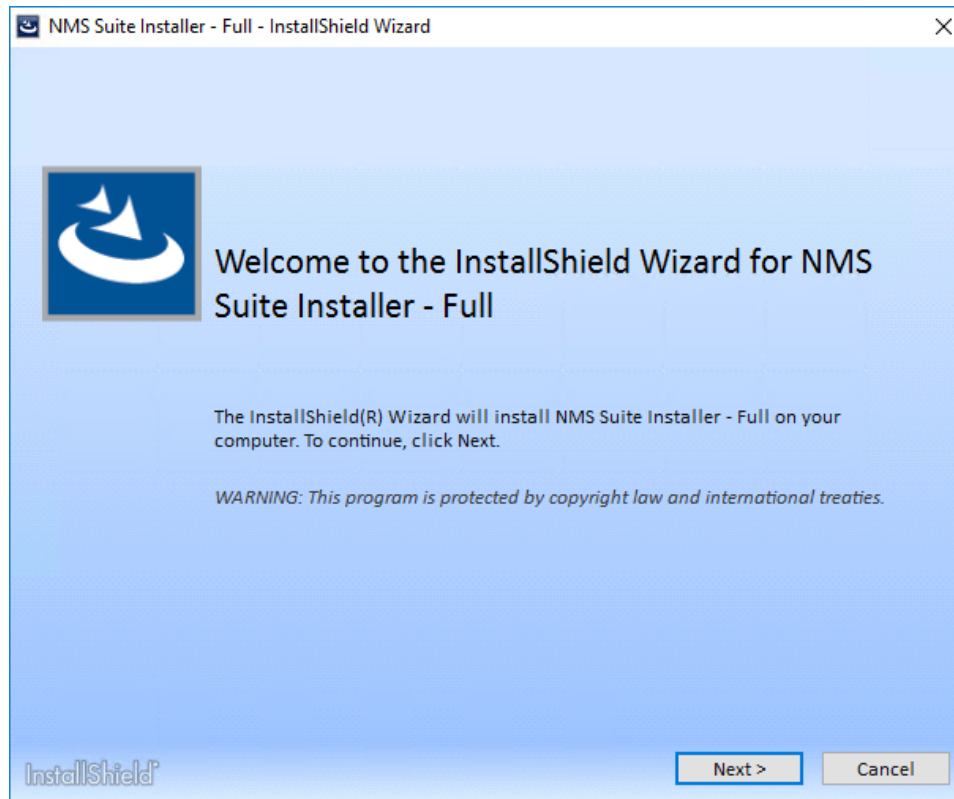 NMS Suite Installer - Full - InstallShield Wizard
Welcome to the InstallShield Wizard for NMS
Suite Installer - Full
The InstallShield(R) Wizard will install NMS Suite Installer - Full on your
computer. To continue, click Next.
WARNING: This program is protected by copyright law and international treaties.
InstallShield®
Next >
Cancel